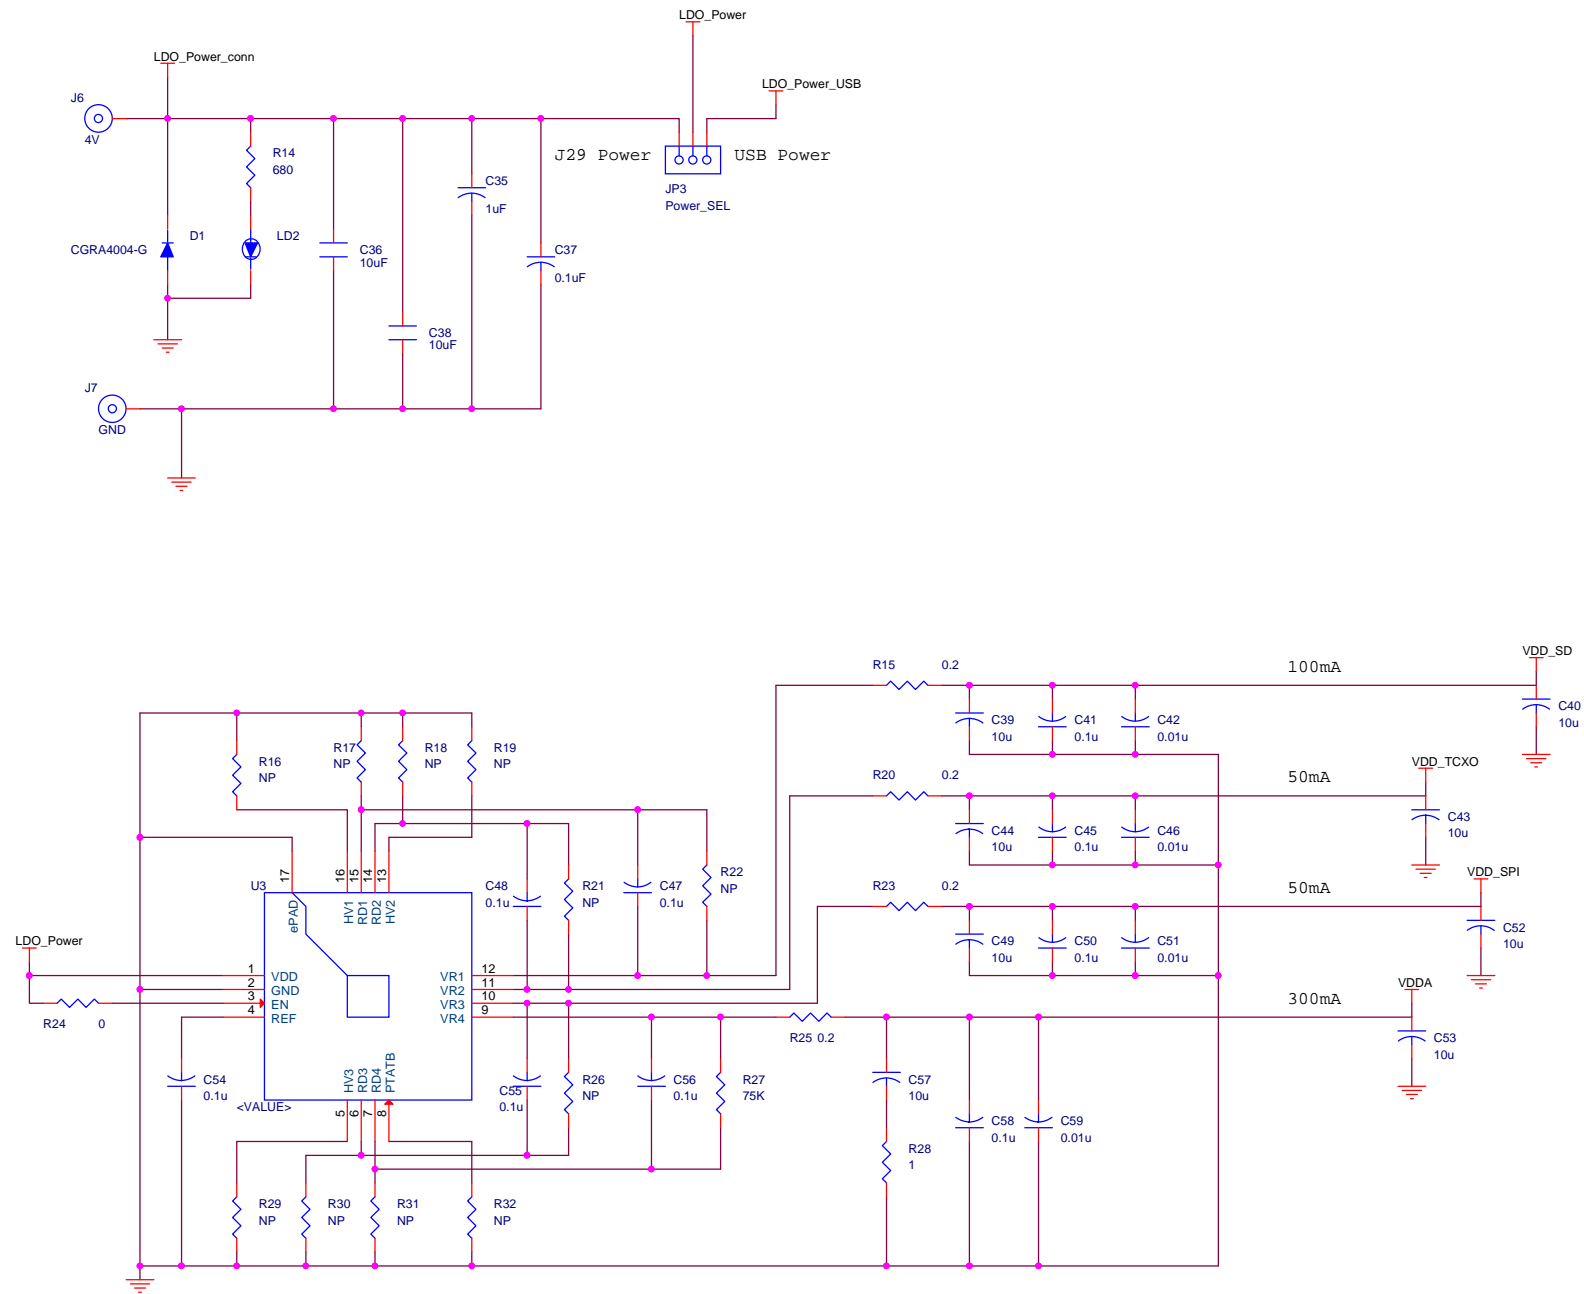 LDO_Power
LDO_Power_conn
LDO_Power_USB
J6
4V
R14
680
J29 Power
USB Power
JP3
Power_SEL
C35
1uF
CGRA4004-G
D1
LD2
C36
10uF
C37
0.1uF
C38
10uF
J7
GND
VDD_SD
R15
0.2
100mA
C39
10u
C41
0.1u
C42
0.01u
C40
10u
R16
NP
R17
NP
R18
NP
R19
NP
VDD_TCXO
R20
0.2
50mA
C44
10u
C45
0.1u
C46
0.01u
C43
10u
VDD_SPI
R23
0.2
50mA
C49
10u
C50
0.1u
C51
0.01u
C52
10u
C48
0.1u
R21
NP
C47
0.1u
R22
NP
U3
17
16
15
14
13
ePAD
HV1
RD1
RD2
HV2
LDO_Power
1
VDD
2
GND
3
EN
4
REF
VR1
12
VR2
11
VR3
10
VR4
9
R24
0
R25 0.2
300mA
VDDA
C53
10u
C54
0.1u
<VALUE>
HV3
RD3
RD4
PTATB
5
6
7
8
C55
0.1u
R26
NP
C56
0.1u
R27
75K
C57
10u
C58
0.1u
C59
0.01u
R28
1
R29
NP
R30
NP
R31
NP
R32
NP